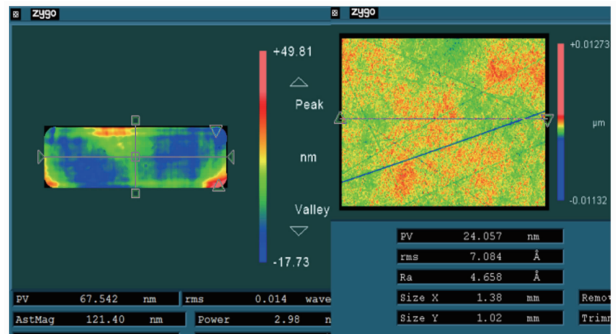 zygo
+49.81
Peak
nm
Valley
-17.73
PV 67.542 nm rms 0.014 wave
AstMag 121.40 nm Power 2.98 n
zygo
+0.01273
µm
-0.01132
PV 24.057 nm
rms 7.084 Å
Ra 4.658 Å
Size X 1.38 mm
Size Y 1.02 mm
Remo
Trim